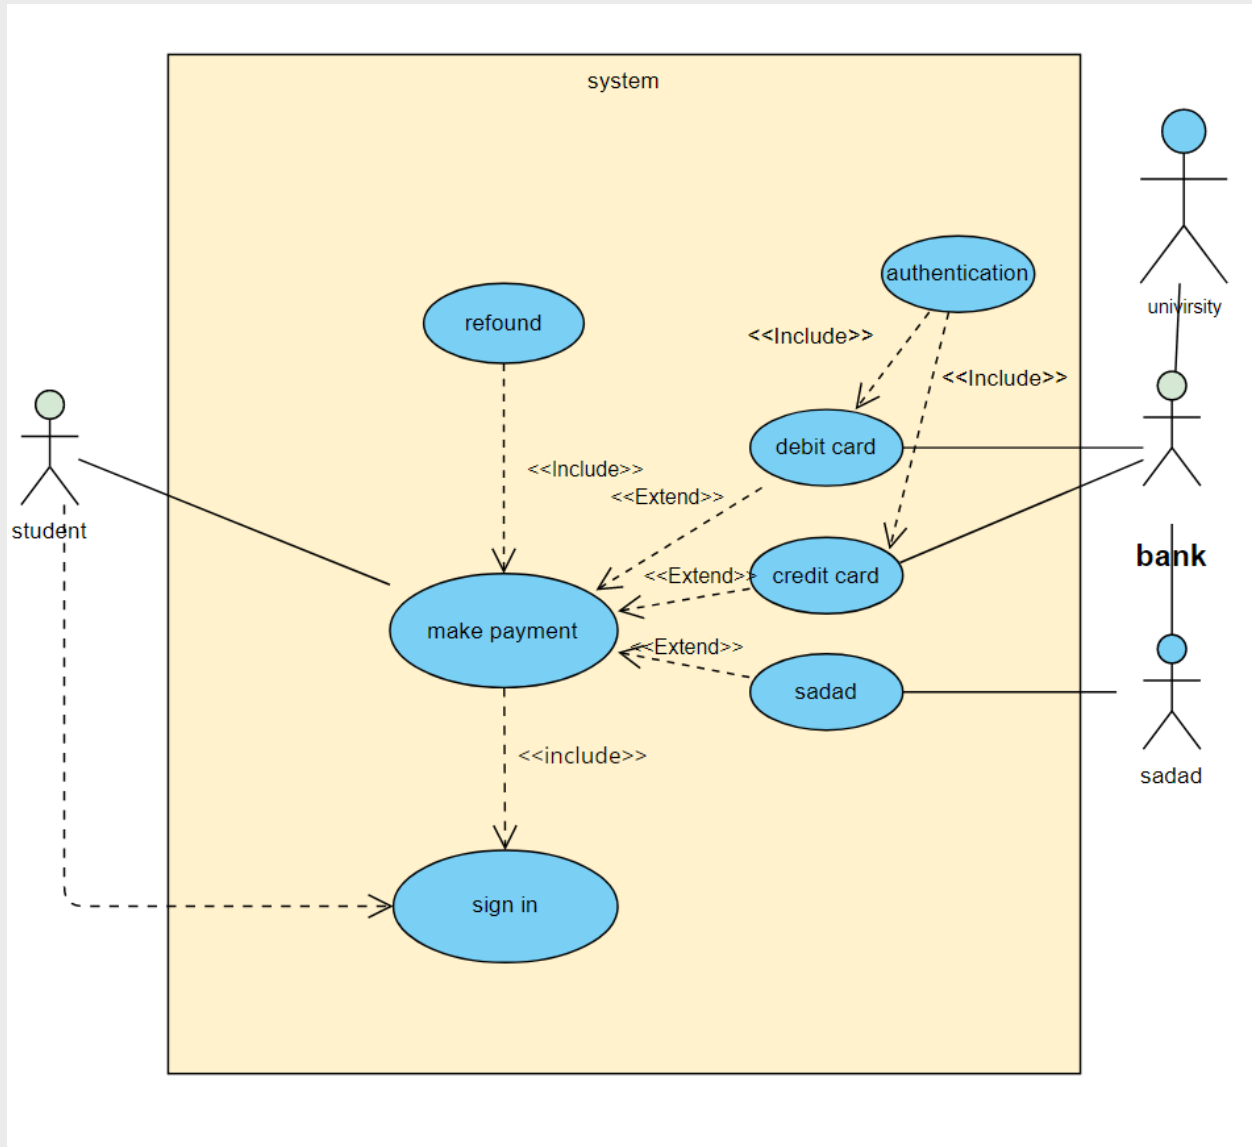 system
authentication
univirsity
refound
<<Include>>
<<Include>>
debit card
<<Include>>
<<Extend>>
student
bank
<<Extend>>
credit card
make payment
<<Extend>>
sadad
<<include>>
sadad
sign in